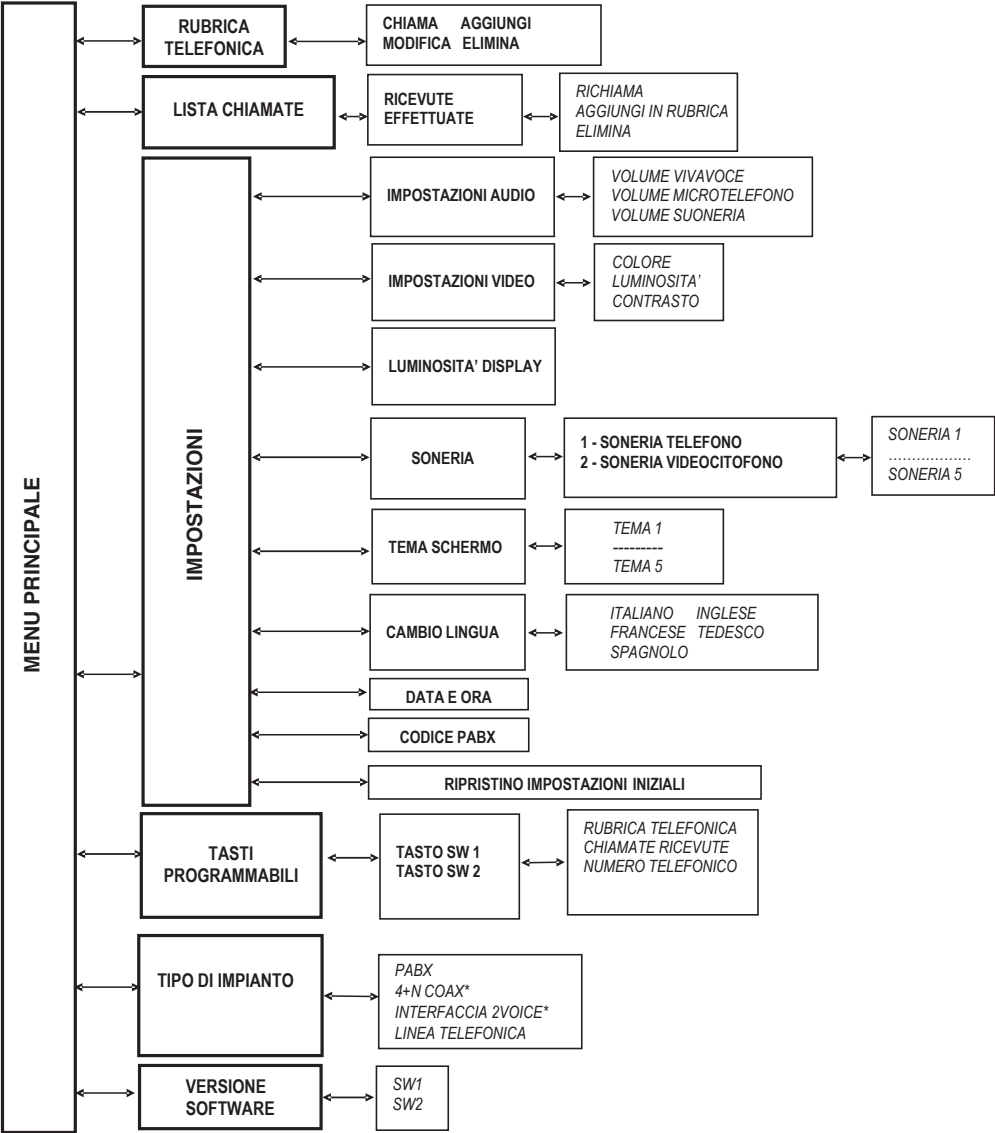 MENU PRINCIPALE
RUBRICA
TELEFONICA
CHIAMA AGGIUNGI
MODIFICA ELIMINA
LISTA CHIAMATE
RICEVUTE
EFFETTUATE
RICHIAMA
AGGIUNGI IN RUBRICA
ELIMINA
IMPOSTAZIONI
IMPOSTAZIONI AUDIO
VOLUME VIVAVOCE
VOLUME MICROTELEFONO
VOLUME SUONERIA
IMPOSTAZIONI VIDEO
COLORE
LUMINOSITA’
CONTRASTO
LUMINOSITA’ DISPLAY
SONERIA
1 - SONERIA TELEFONO
2 - SONERIA VIDEOCITOFONO
SONERIA 1
..................
SONERIA 5
TEMA SCHERMO
TEMA 1
---------
TEMA 5
CAMBIO LINGUA
ITALIANO INGLESE
FRANCESE TEDESCO
SPAGNOLO
DATA E ORA
CODICE PABX
RIPRISTINO IMPOSTAZIONI INIZIALI
TASTI
PROGRAMMABILI
TASTO SW 1
TASTO SW 2
RUBRICA TELEFONICA
CHIAMATE RICEVUTE
NUMERO TELEFONICO
TIPO DI IMPIANTO
PABX
4+N COAX*
INTERFACCIA 2VOICE*
LINEA TELEFONICA
VERSIONE
SOFTWARE
SW1
SW2